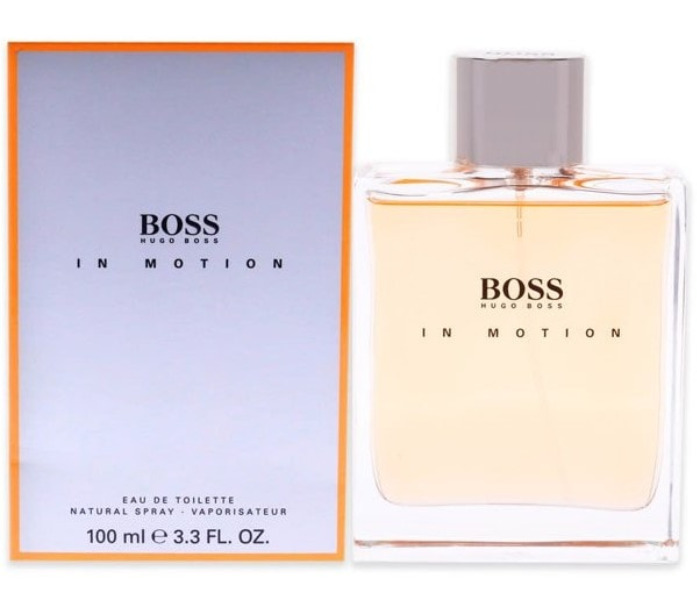 BOSS
HUGO BOSS
IN MOTION
EAU DE TOILETTE
NATURAL SPRAY - VAPORISATEUR
100 ml ℮ 3.3 FL. OZ.
BOSS
HUGO BOSS
IN MOTION